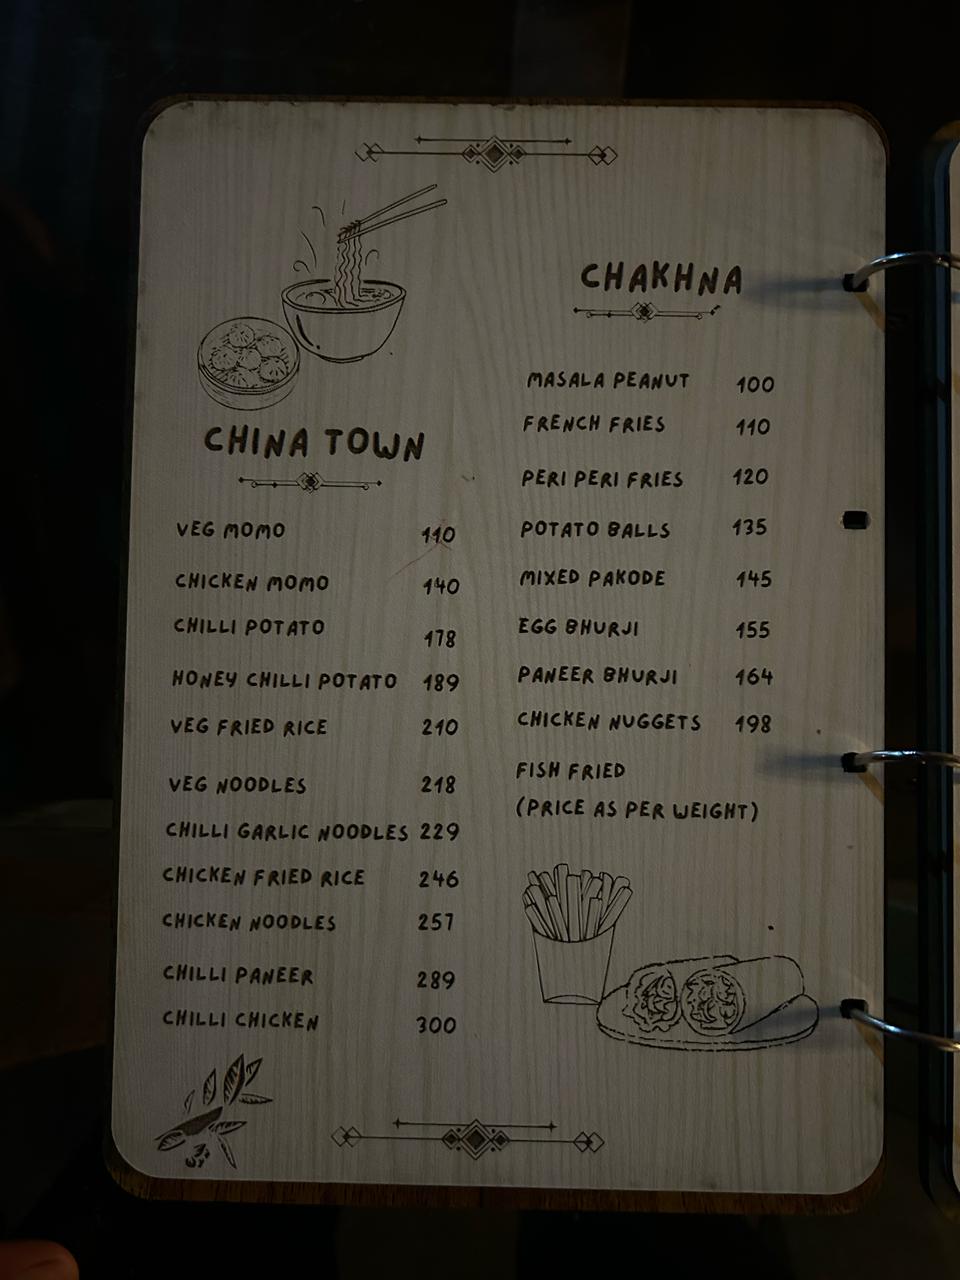 CHINA TOWN
VEG MOMO 110
CHICKEN MOMO 140
CHILLI POTATO 178
HONEY CHILLI POTATO 189
VEG FRIED RICE 210
VEG NOODLES 218
CHILLI GARLIC NOODLES 229
CHICKEN FRIED RICE 246
CHICKEN NOODLES 257
CHILLI PANEER 289
CHILLI CHICKEN 300
CHAKHNA
MASALA PEANUT 100
FRENCH FRIES 110
PERI PERI FRIES 120
POTATO BALLS 135
MIXED PAKODE 145
EGG BHURJI 155
PANEER BHURJI 164
CHICKEN NUGGETS 198
FISH FRIED
(PRICE AS PER WEIGHT)